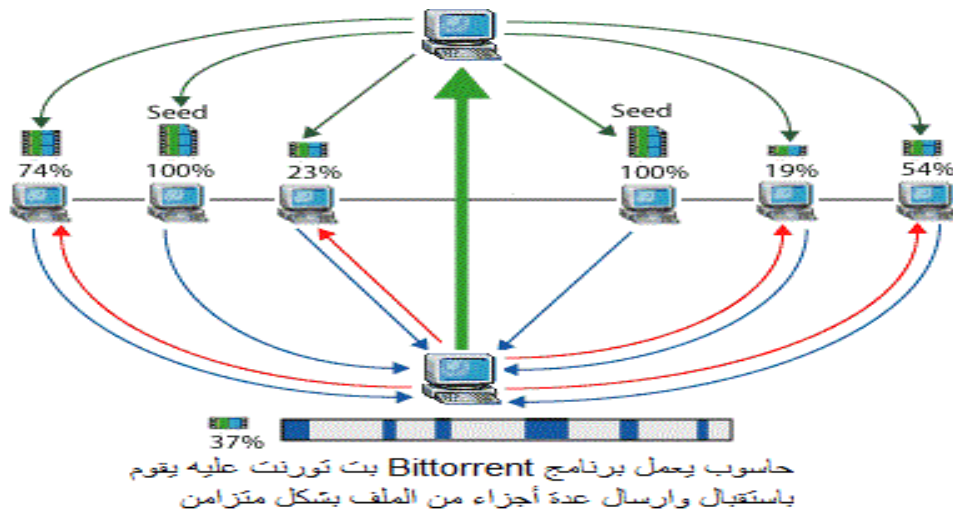 Seed
Seed
74%
100%
23%
100%
19%
54%
37%
حاسوب يعمل برنامج Bittorrent بت تورنت عليه يقوم
باستقبال وارسال عدة أجزاء من الملف بشكل متزامن